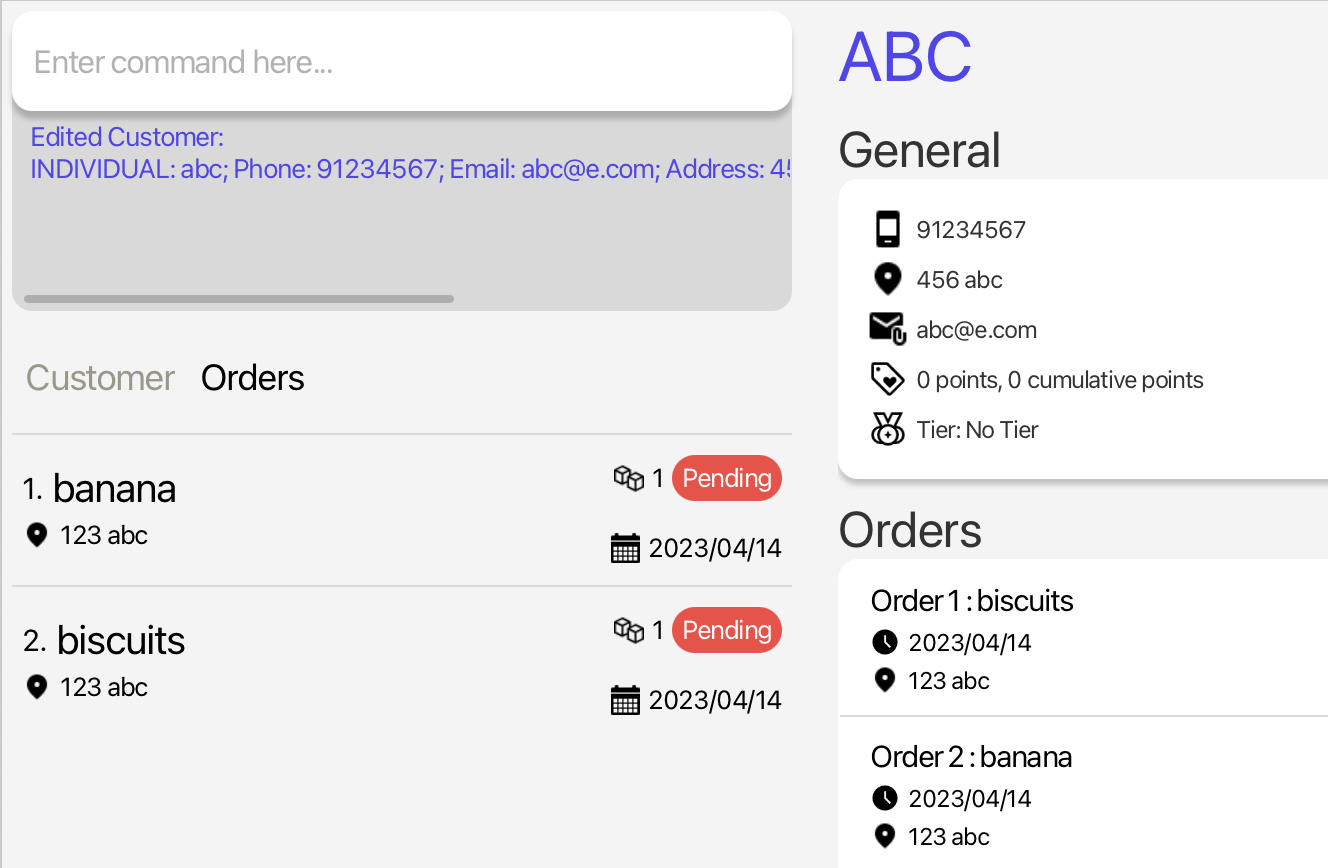 Enter command here...
Edited Customer:
INDIVIDUAL: abc; Phone: 91234567; Email: abc@e.com; Address: 45
Customer Orders
1. banana
1 Pending
123 abc
2023/04/14
2. biscuits
1 Pending
123 abc
2023/04/14
ABC
General
91234567
456 abc
abc@e.com
0 points, 0 cumulative points
Tier: No Tier
Orders
Order 1 : biscuits
2023/04/14
123 abc
Order 2 : banana
2023/04/14
123 abc